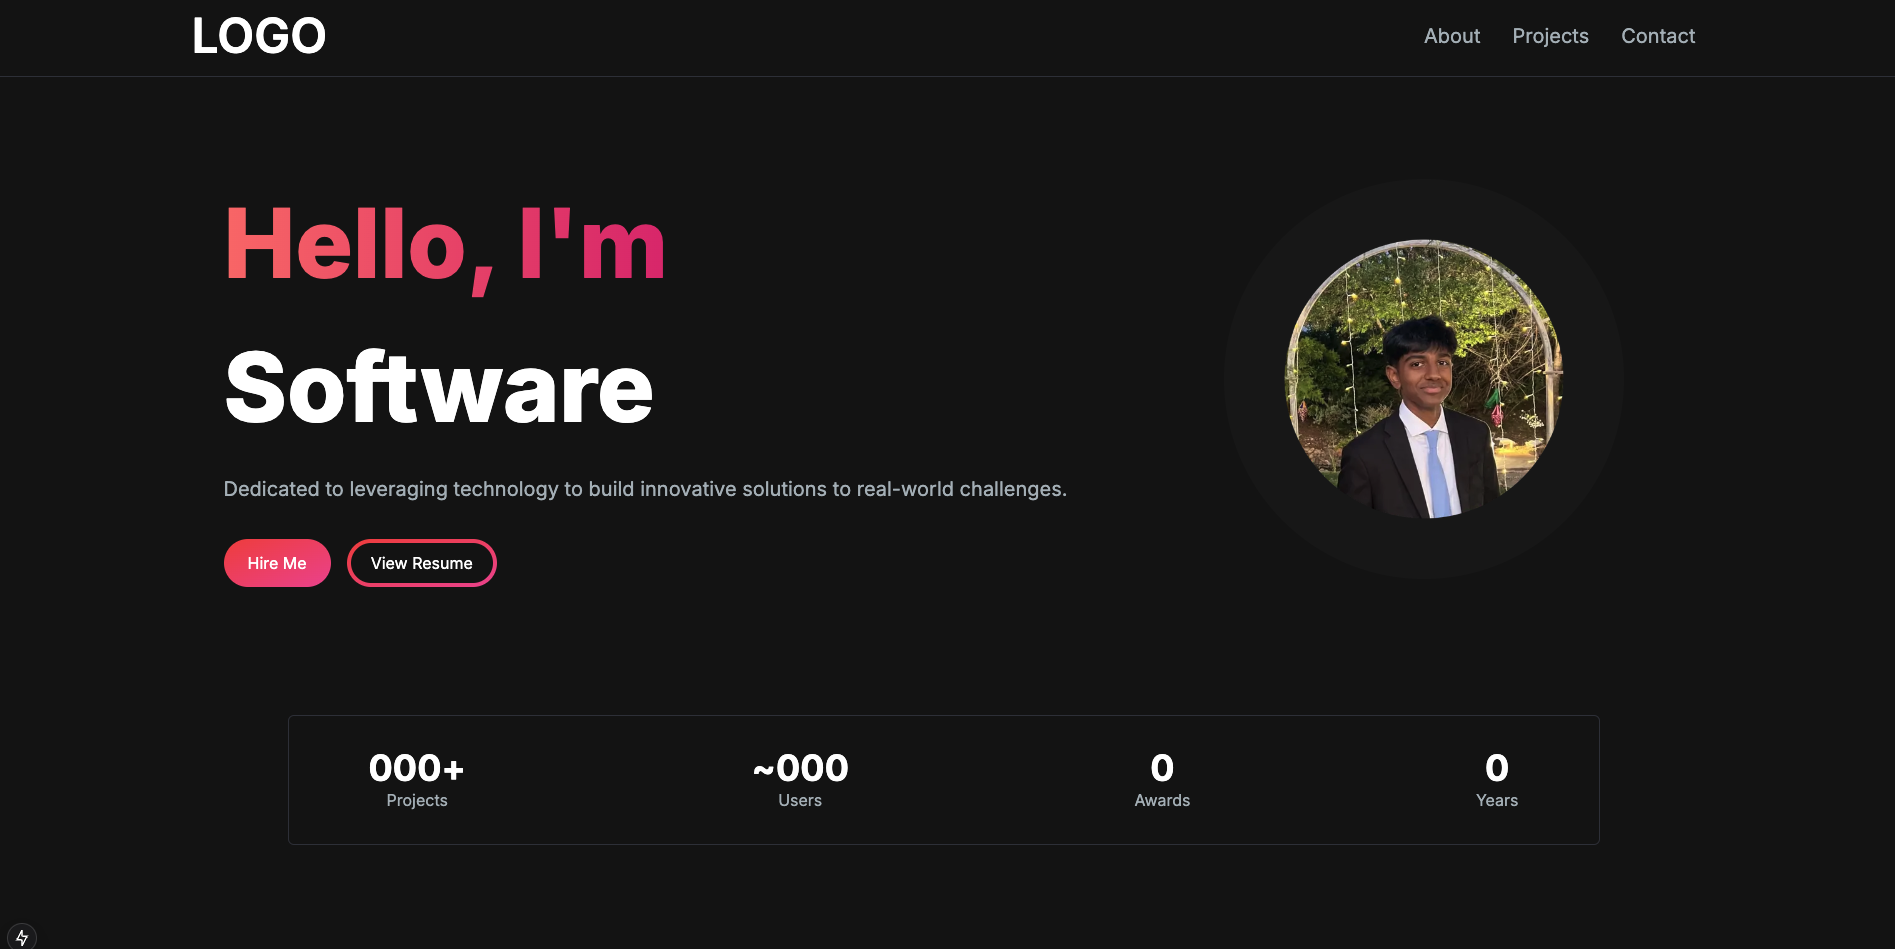 LOGO
About Projects Contact
Hello, I'm
Software
Dedicated to leveraging technology to build innovative solutions to real-world challenges.
Hire Me View Resume
000+ ~000 0 0
Projects Users Awards Years